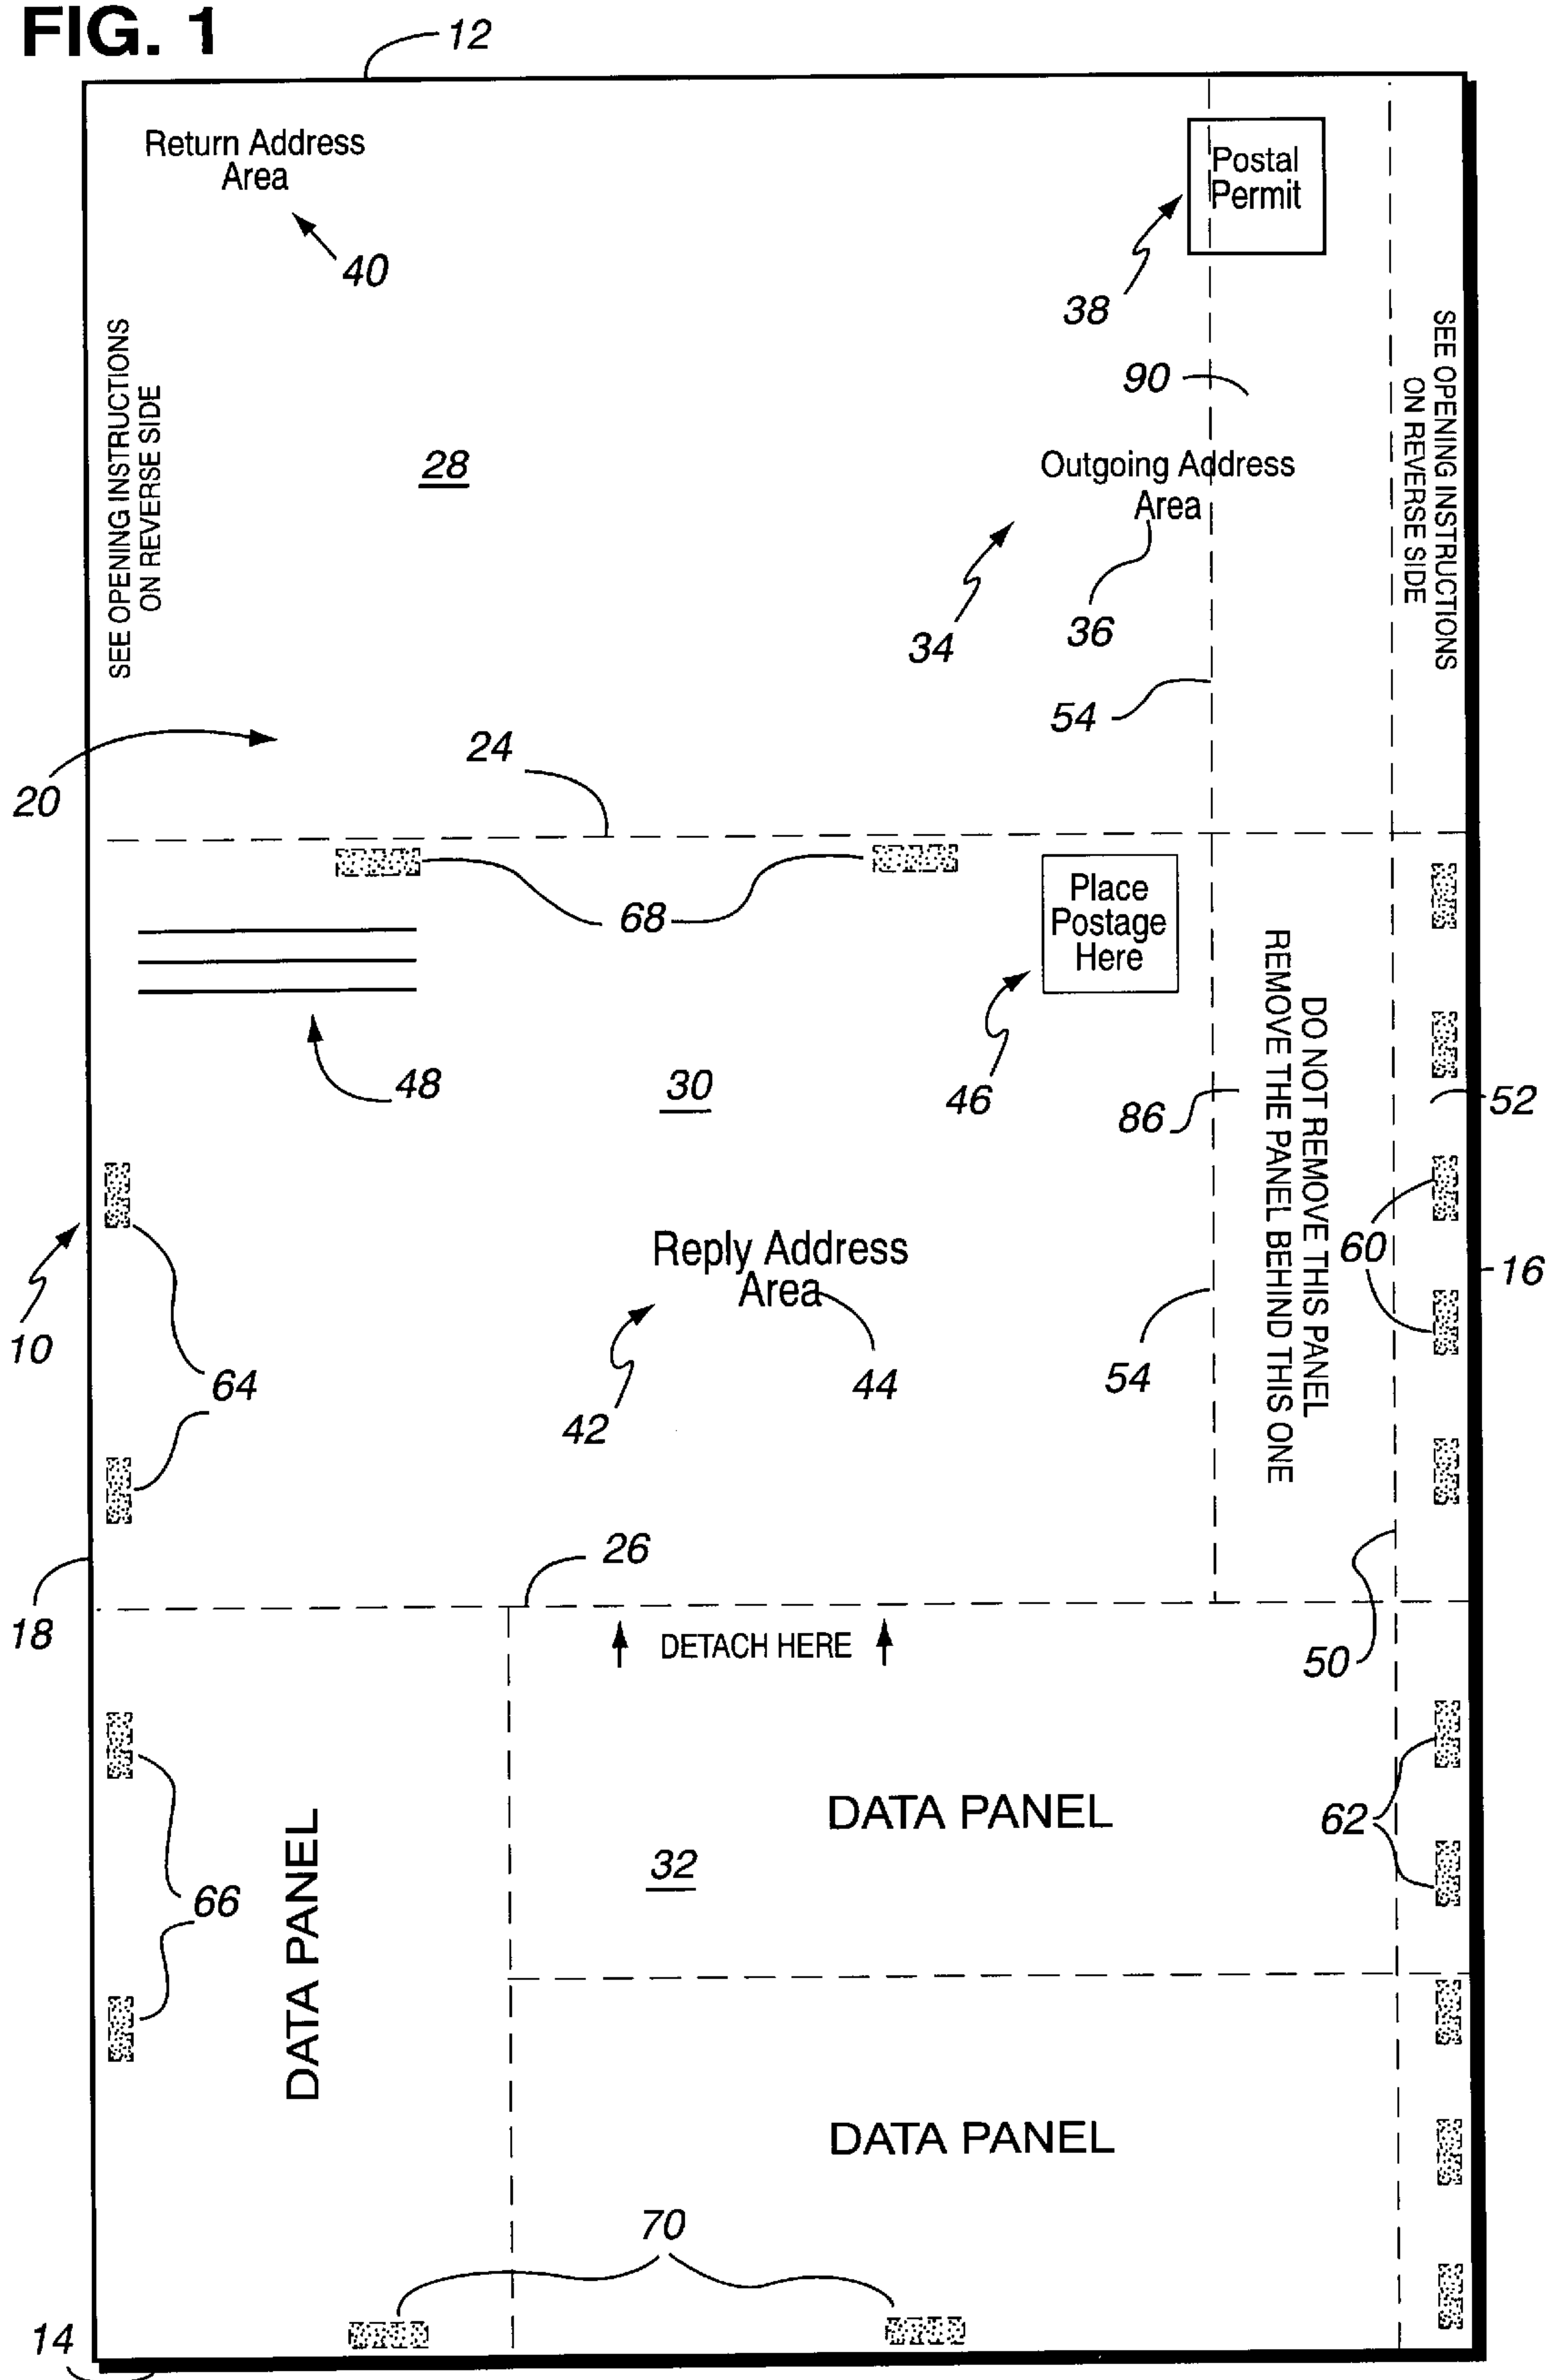 FIG. 1
12
Return Address
Area
40
Postal
Permit
38
90
SEE OPENING INSTRUCTIONS
ON REVERSE SIDE
SEE OPENING INSTRUCTIONS
ON REVERSE SIDE
28
Outgoing Address
Area
34
36
54
20
24
68
Place
Postage
Here
48
30
46
86
52
DO NOT REMOVE THIS PANEL
REMOVE THE PANEL BEHIND THIS ONE
60
16
10
Reply Address
Area
64
42
44
54
26
18
DETACH HERE
50
DATA PANEL
62
32
66
DATA PANEL
DATA PANEL
70
14